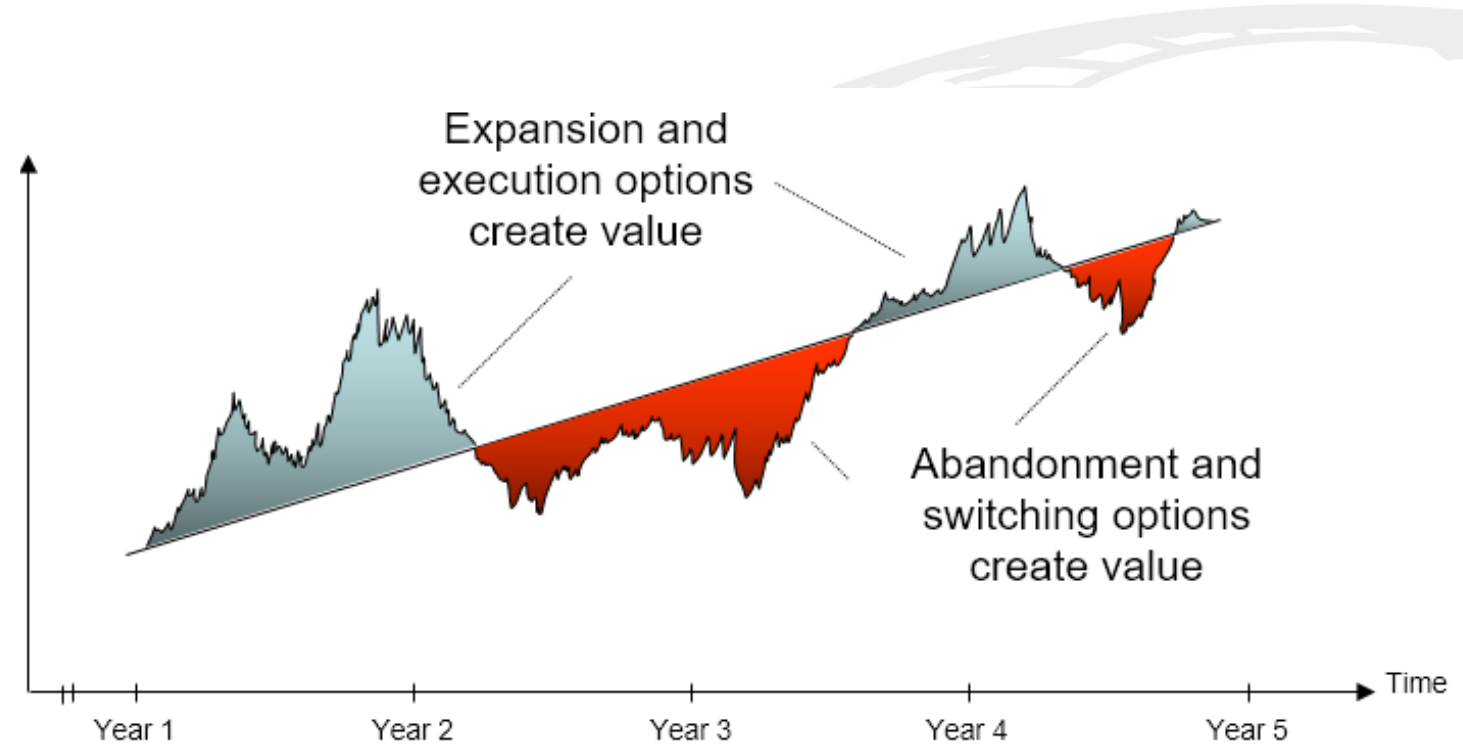 Expansion and
execution options
create value
Abandonment and
switching options
create value
Time
Year 1
Year 2
Year 3
Year 4
Year 5